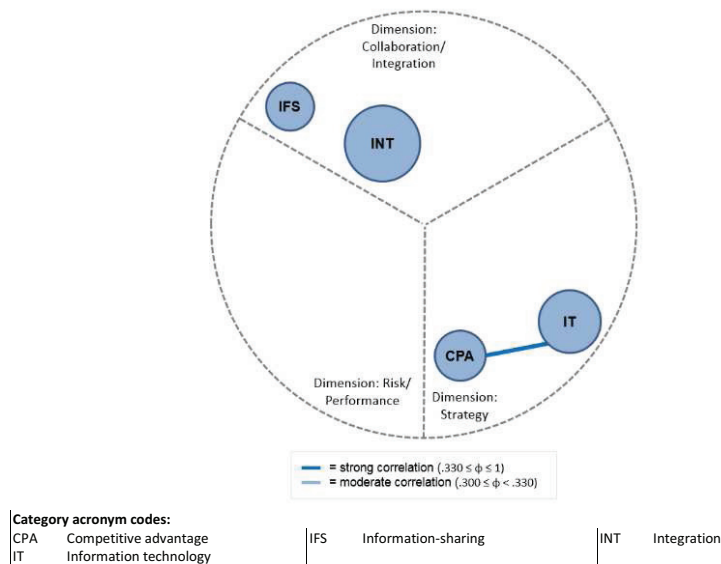 Dimension:
Collaboration/
Integration
IFS
INT
IT
CPA
Dimension: Risk/
Performance
Dimension:
Strategy
= strong correlation (.330 ≤ ϕ ≤ 1)
= moderate correlation (.300 ≤ ϕ < .330)
Category acronym codes:
CPA Competitive advantage IFS Information-sharing INT Integration
IT Information technology